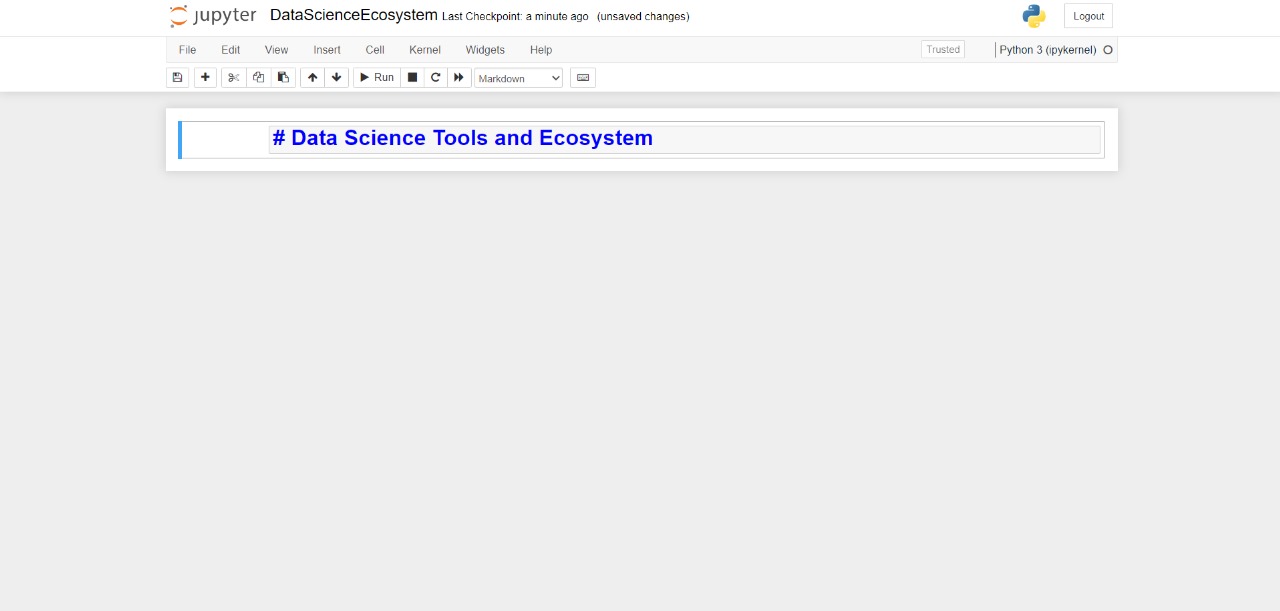 jupyter DataScienceEcosystem Last Checkpoint: a minute ago (unsaved changes) Logout
File Edit View Insert Cell Kernel Widgets Help Trusted Python 3 (ipykernel)
Run Markdown
# Data Science Tools and Ecosystem